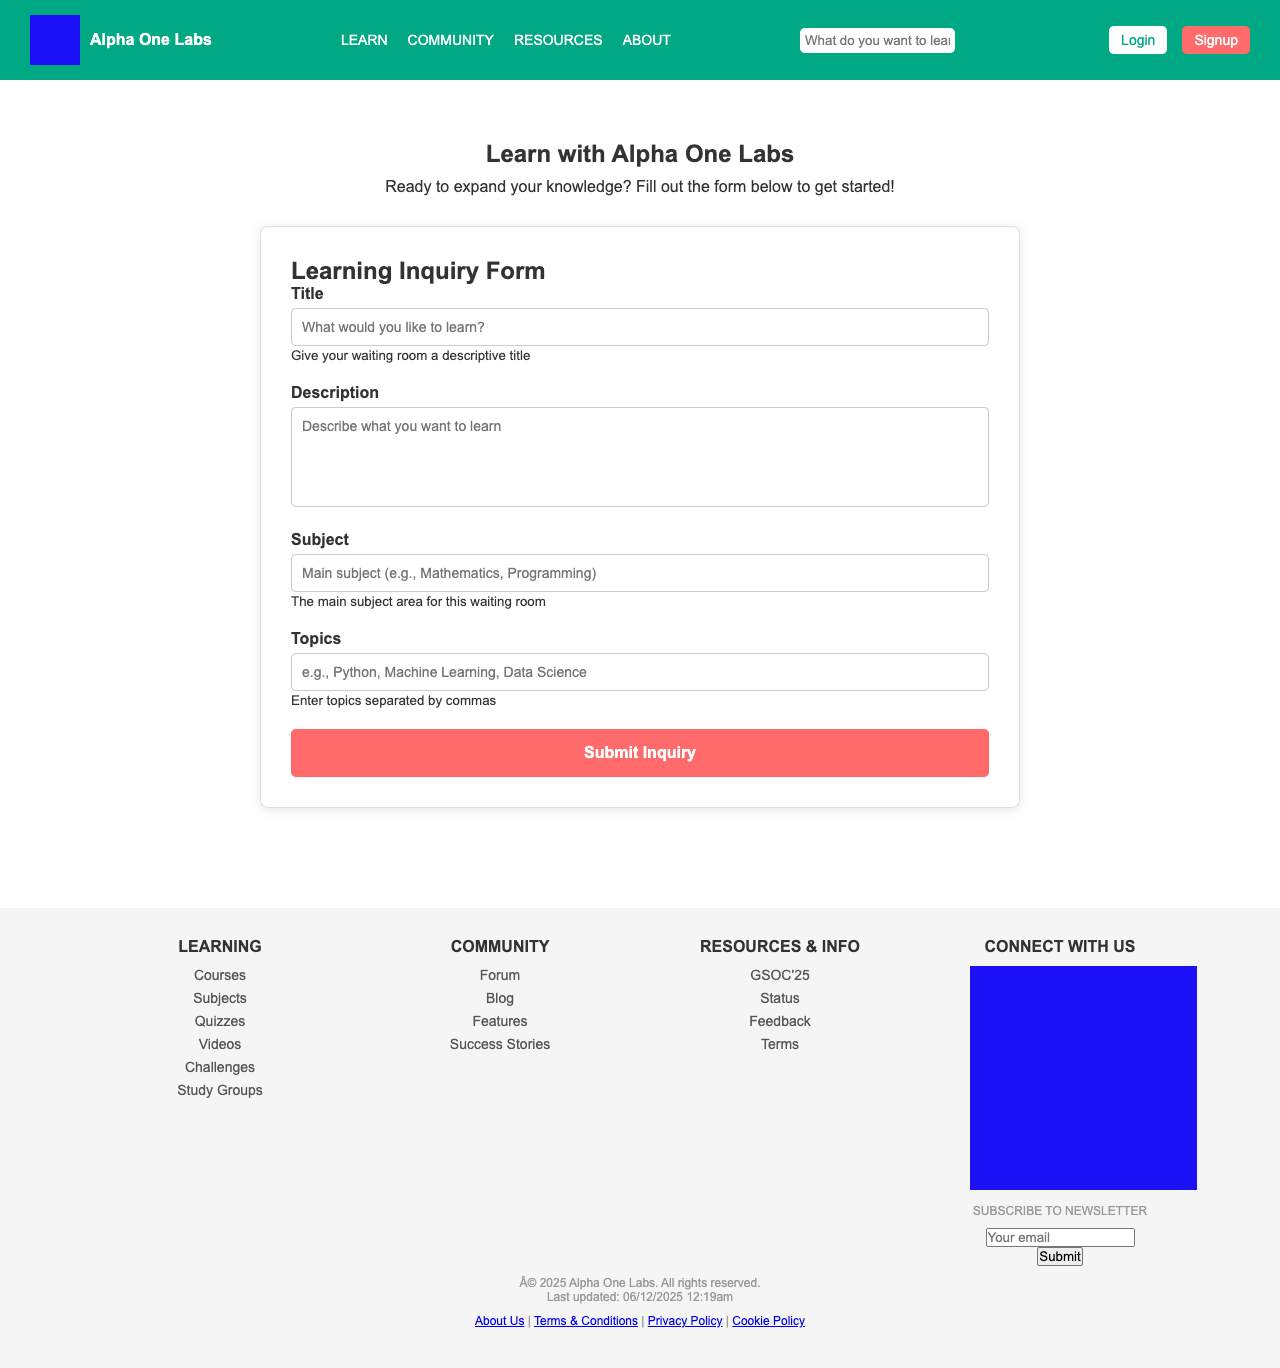 Alpha One Labs
LEARN COMMUNITY RESOURCES ABOUT
What do you want to lear
Login Signup
Learn with Alpha One Labs
Ready to expand your knowledge? Fill out the form below to get started!
Learning Inquiry Form
Title
What would you like to learn?
Give your waiting room a descriptive title
Description
Describe what you want to learn
Subject
Main subject (e.g., Mathematics, Programming)
The main subject area for this waiting room
Topics
e.g., Python, Machine Learning, Data Science
Enter topics separated by commas
Submit Inquiry
LEARNING
Courses
Subjects
Quizzes
Videos
Challenges
Study Groups
COMMUNITY
Forum
Blog
Features
Success Stories
RESOURCES & INFO
GSOC'25
Status
Feedback
Terms
CONNECT WITH US
SUBSCRIBE TO NEWSLETTER
Your email
Submit
Â© 2025 Alpha One Labs. All rights reserved.
Last updated: 06/12/2025 12:19am
About Us | Terms & Conditions | Privacy Policy | Cookie Policy